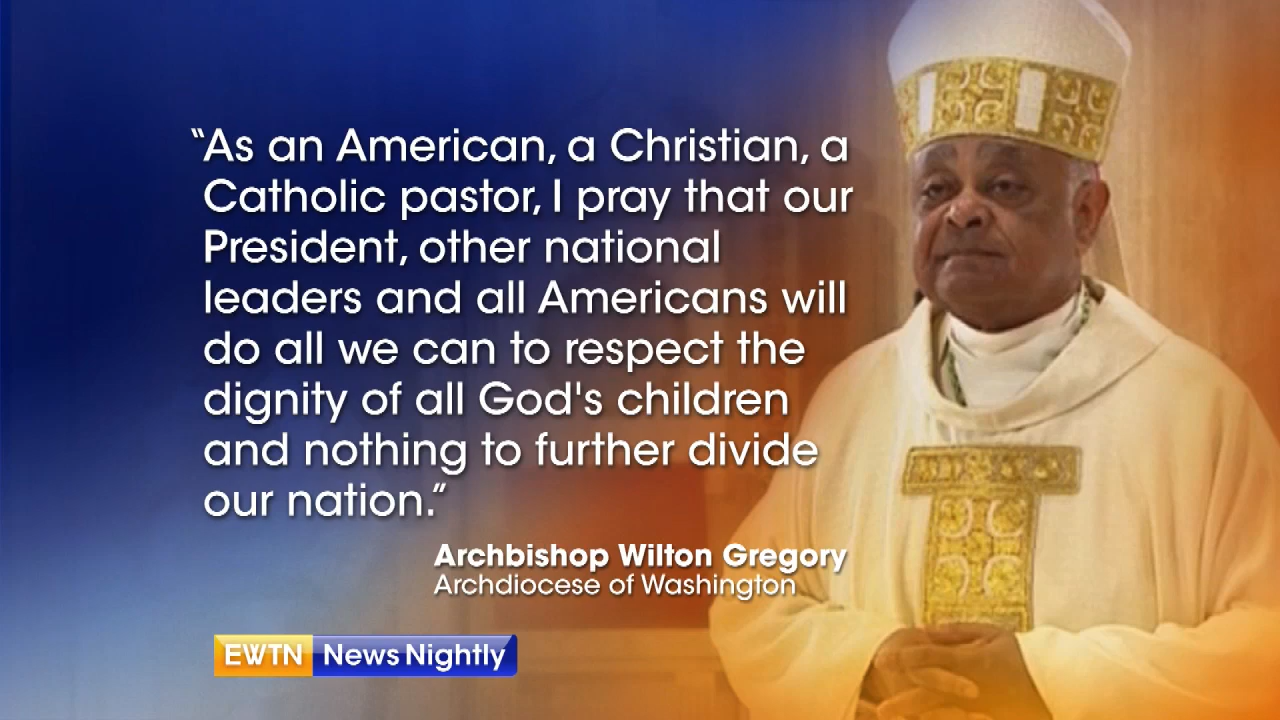 “As an American, a Christian, a
Catholic pastor, I pray that our
President, other national
leaders and all Americans will
do all we can to respect the
dignity of all God's children
and nothing to further divide
our nation.”
Archbishop Wilton Gregory
Archdiocese of Washington
EWTN News Nightly